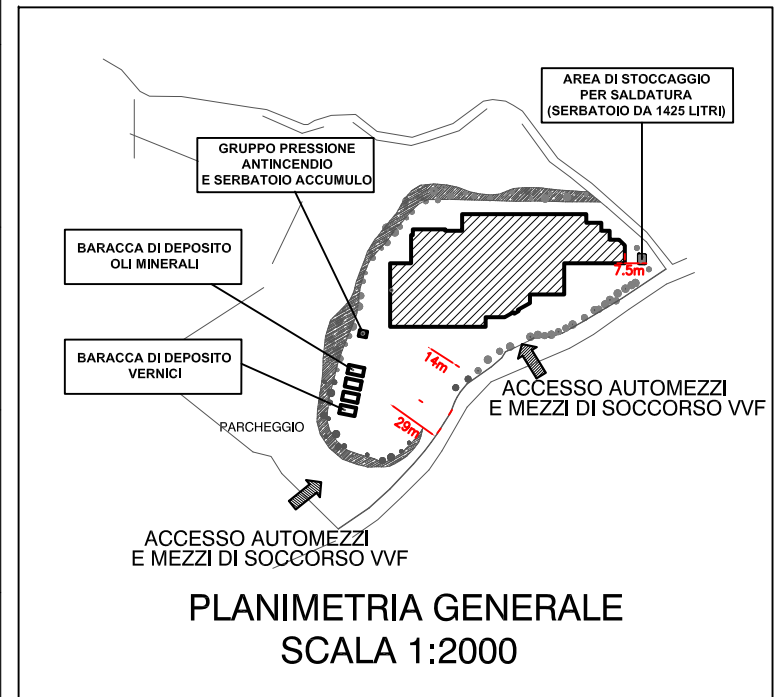 AREA DI STOCCAGGIO
PER SALDATURA
(SERBATOIO DA 1425 LITRI)
GRUPPO PRESSIONE
ANTINCENDIO
E SERBATOIO ACCUMULO
BARACCA DI DEPOSITO
OLI MINERALI
7.5m
BARACCA DI DEPOSITO
VERNICI
14m
ACCESSO AUTOMEZZI
E MEZZI DI SOCCORSO VVF
29m
PARCHEGGIO
ACCESSO AUTOMEZZI
E MEZZI DI SOCCORSO VVF
PLANIMETRIA GENERALE
SCALA 1:2000